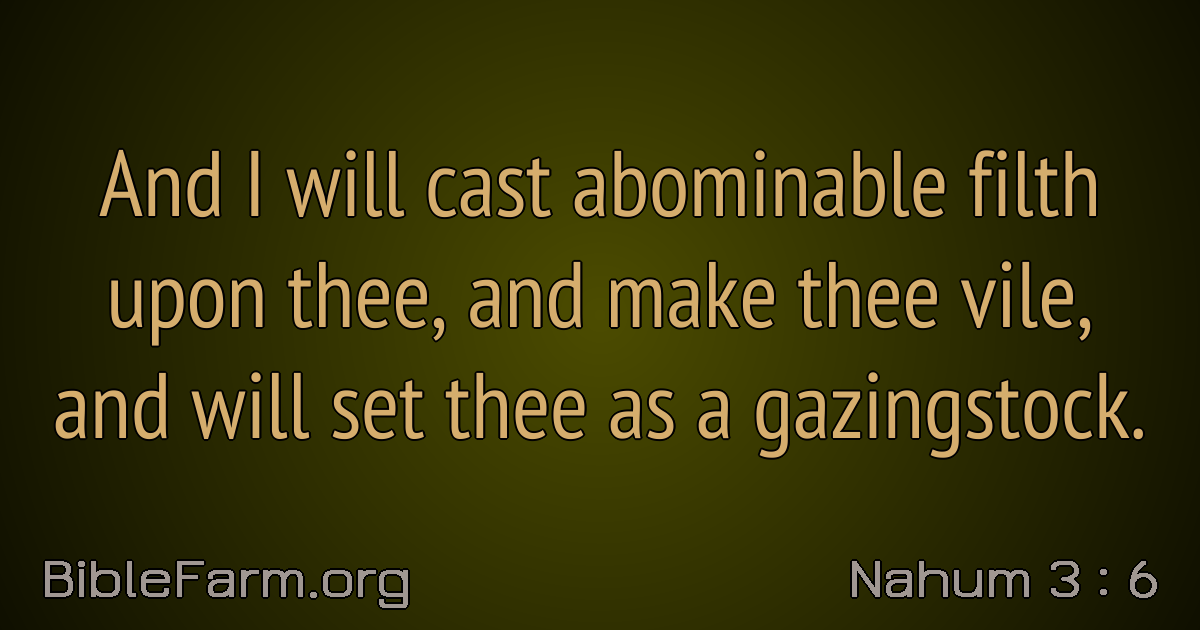 And I will cast abominable filth
upon thee, and make thee vile,
and will set thee as a gazingstock.
BibleFarm.org
Nahum 3 : 6